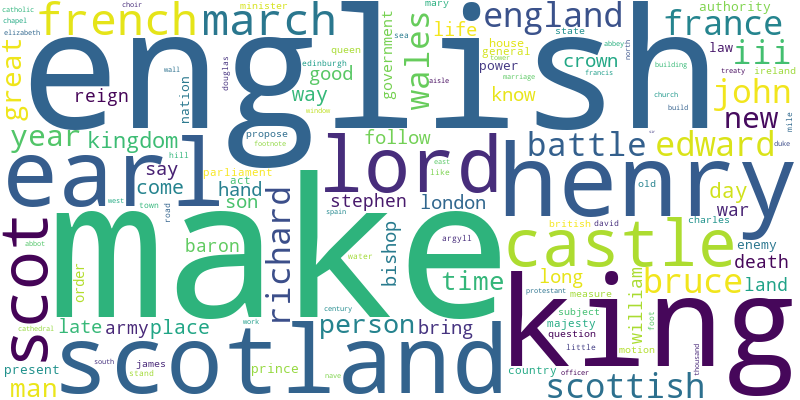 catholic
chapel
elizabeth
french
march
choir
minister
mary
england
authority
france
great
english
life
sea
house
general
state
abbey
north
government
wales
queen
wall
douglas
edinburgh
tower
aisle
marriage
francis
power
crown
law
iii
treaty
ireland
building
church
build
mile
reign
nation
good
way
window
know
john
new
duke
year
kingdom
propose
footnote
follow
battle
edward
hill
say
parliament
east
like
earl
come
act
hand
son
lord
henry
old
day
war
west
town
road
stephen
london
spain
scot
abbot
baron
richard
bishop
argyll
water
make
castle
british
david
charles
enemy
death
order
time
king
long
william
bruce
land
protestant
measure
cathedral
late
army
place
century
work
person
bring
subject
majesty
question
motion
foot
little
thousand
present
man
south
james
stand
scotland
prince
nave
country
officer
scottish